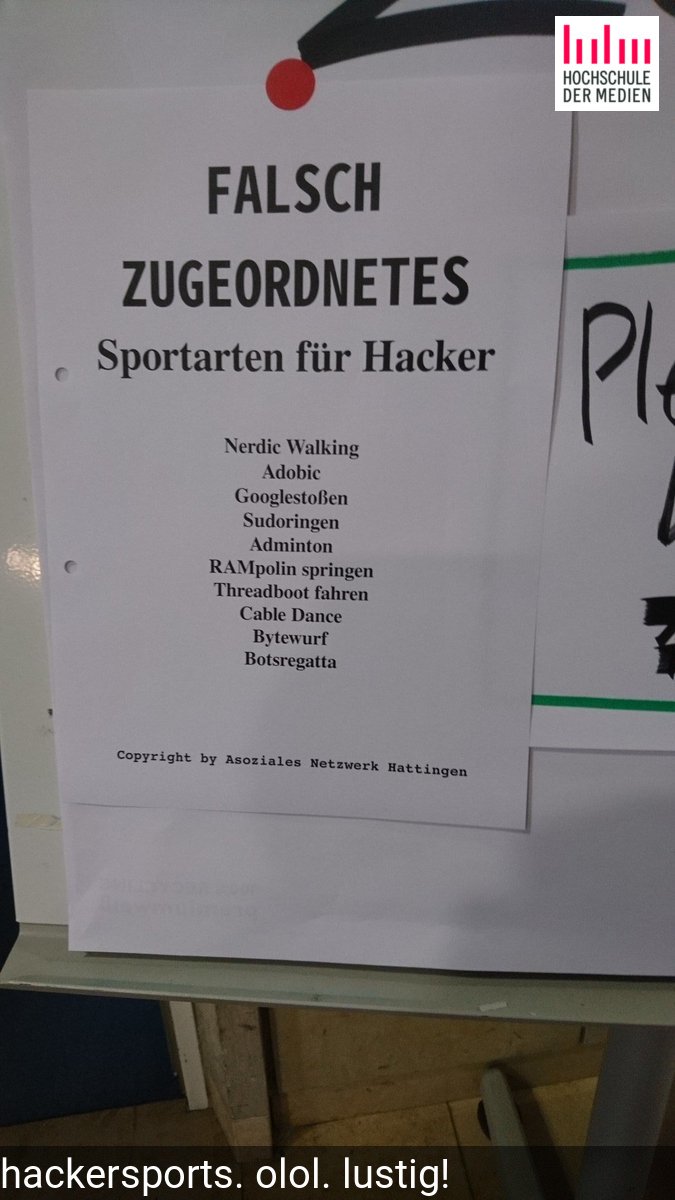 HOCHSCHULE
DER MEDIEN
FALSCH
ZUGEORDNETES
Sportarten für Hacker
Nerdic Walking
Adobic
Googlestoßen
Sudoringen
Adminton
RAMpolin springen
Threadboot fahren
Cable Dance
Bytewurf
Botsregatta
Copyright by Asoziales Netzwerk Hattingen
hackersports. olol. lustig!